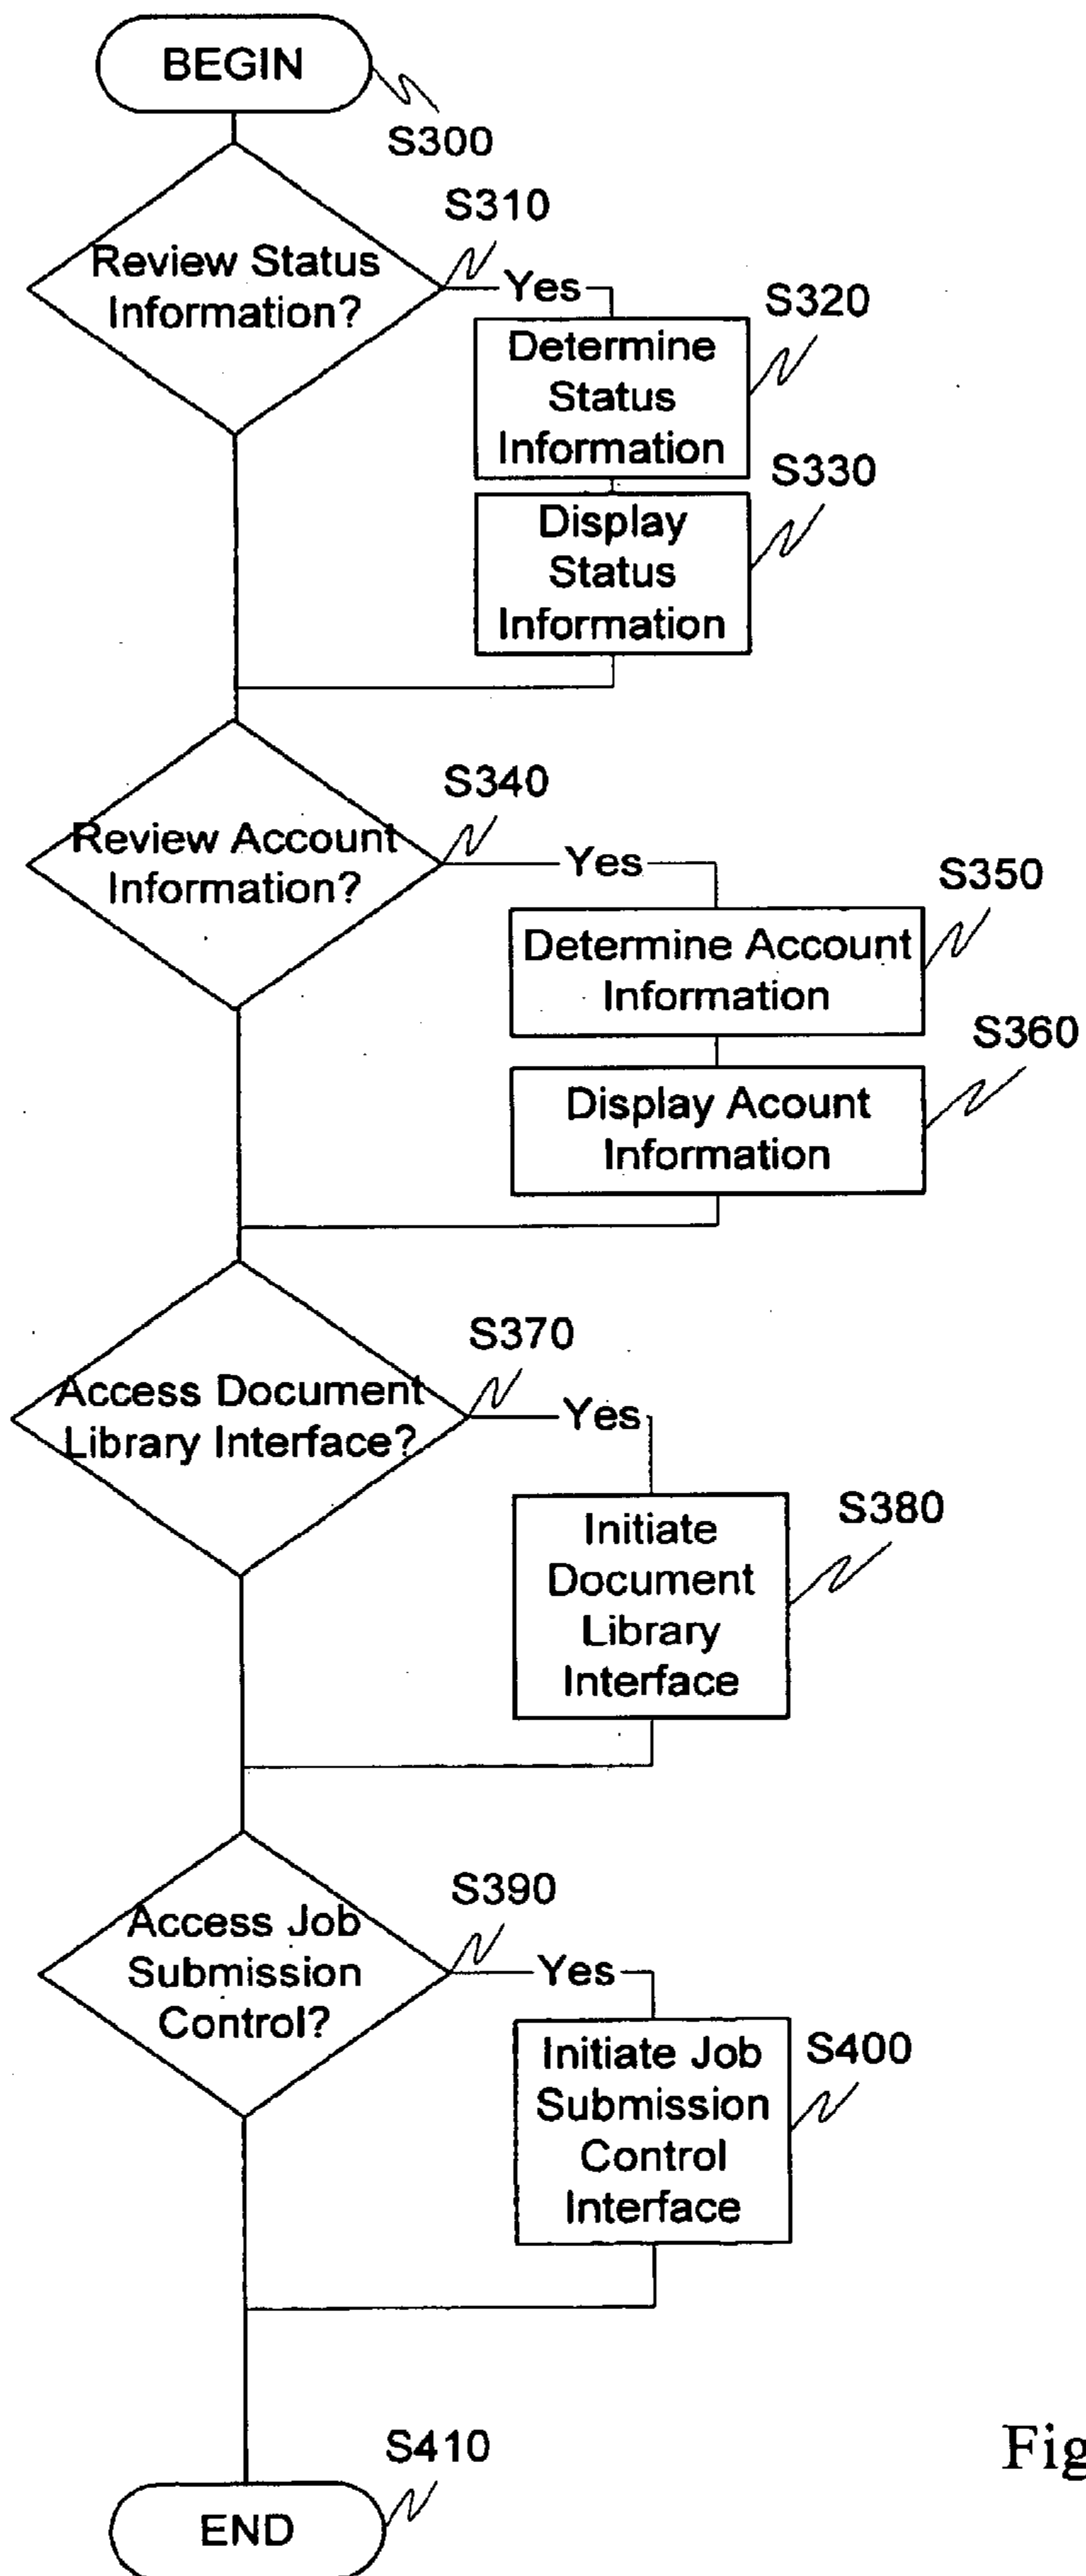 BEGIN
S300
S310
Review Status
Information?
Yes
S320
Determine
Status
Information
S330
Display
Status
Information
S340
Review Account
Information?
Yes
S350
Determine Account
Information
S360
Display Acount
Information
S370
Access Document
Library Interface?
Yes
S380
Initiate
Document
Library
Interface
S390
Access Job
Submission
Control?
Yes
S400
Initiate Job
Submission
Control
Interface
S410
END
Fig